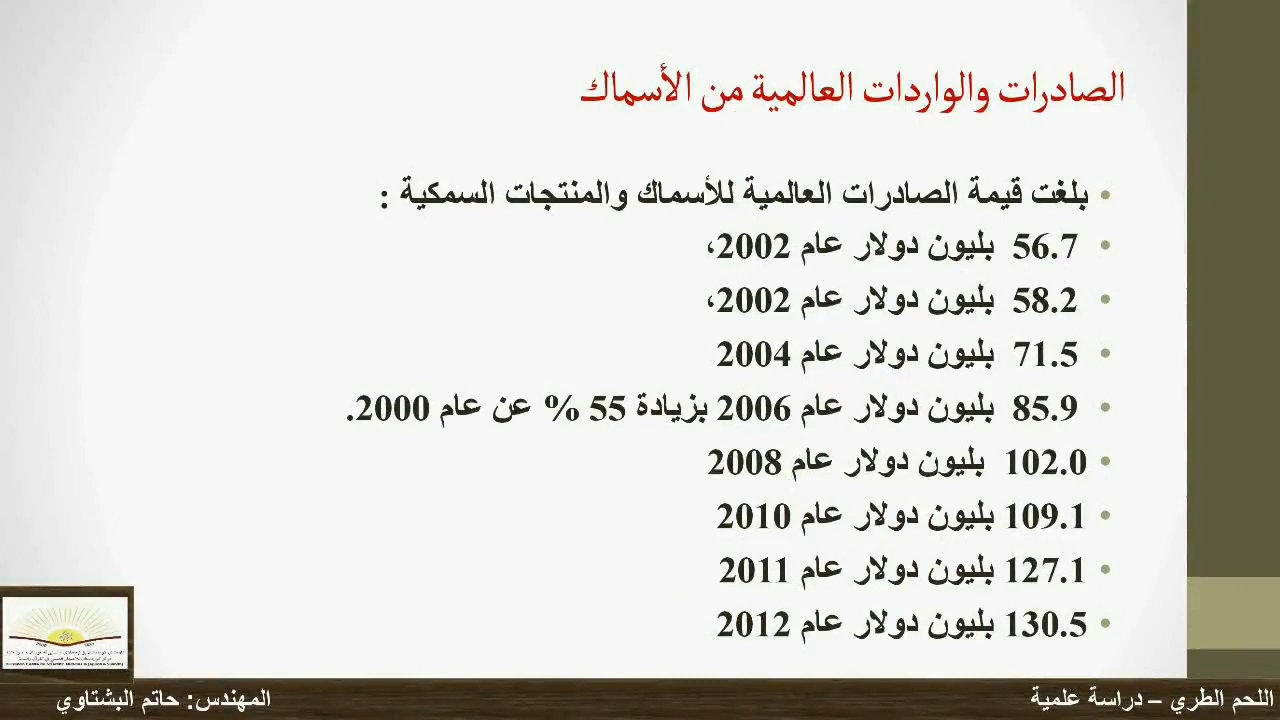 الصادرات والواردات العالمية من الأسماك
• بلغت قيمة الصادرات العالمية للأسماك والمنتجات السمكية :
• 56.7 بليون دولار عام 2002،
• 58.2 بليون دولار عام 2002،
• 71.5 بليون دولار عام 2004
• 85.9 بليون دولار عام 2006 بزيادة 55 % عن عام 2000.
• 102.0 بليون دولار عام 2008
• 109.1 بليون دولار عام 2010
• 127.1 بليون دولار عام 2011
• 130.5 بليون دولار عام 2012
اللحم الطري – دراسة علمية
المهندس: حاتم البشتاوي